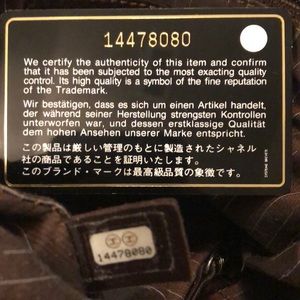 14478080
We certify the authenticity of this item and confirm
that it has been subjected to the most exacting quality
control. Its high quality is a symbol of the fine reputation
of the Trademark.
Wir bestätigen, dass es sich um einen Artikel handelt,
der während seiner Herstellung strengsten Kontrollen
unterworfen war, und dessen erstklassige Qualität
dem hohen Ansehen unserer Marke entspricht.
この製品は厳しい管理のもとに製造されたシャネル
社の商品であることを証明いたします。
このブランド・マークは最高級品質の象徴です。
14478080